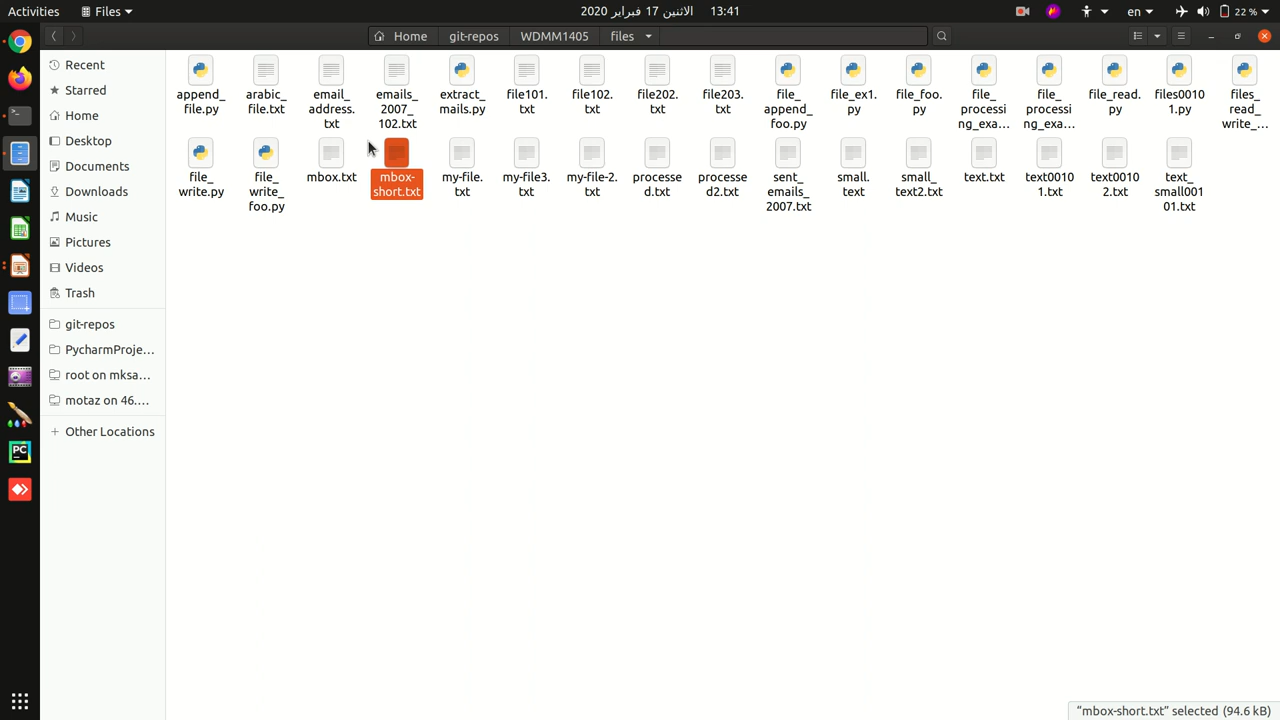 Activities Files الاثنين 17 فبراير 2020 13:41 en 22 %
Home git-repos WDMM1405 files
Recent
Starred
Home
Desktop
Documents
Downloads
Music
Pictures
Videos
Trash
git-repos
PycharmProje...
root on mksa...
motaz on 46....
Other Locations
append_
file.py
arabic_
file.txt
email_
address.
txt
emails_
2007_
102.txt
extract_
mails.py
file101.
txt
file102.
txt
file202.
txt
file203.
txt
file_
append_
foo.py
file_ex1.
py
file_foo.
py
file_
processi
ng_exa...
file_
processi
ng_exa...
file_read.
py
files0010
1.py
files_
read_
write_...
file_
write.py
file_
write_
foo.py
mbox.txt
mbox-
short.txt
my-file.
txt
my-file3.
txt
my-file-2.
txt
processe
d.txt
processe
d2.txt
sent_
emails_
2007.txt
small.
text
small_
text2.txt
text.txt
text0010
1.txt
text0010
2.txt
text_
small001
01.txt
PC
"mbox-short.txt" selected (94.6 kB)